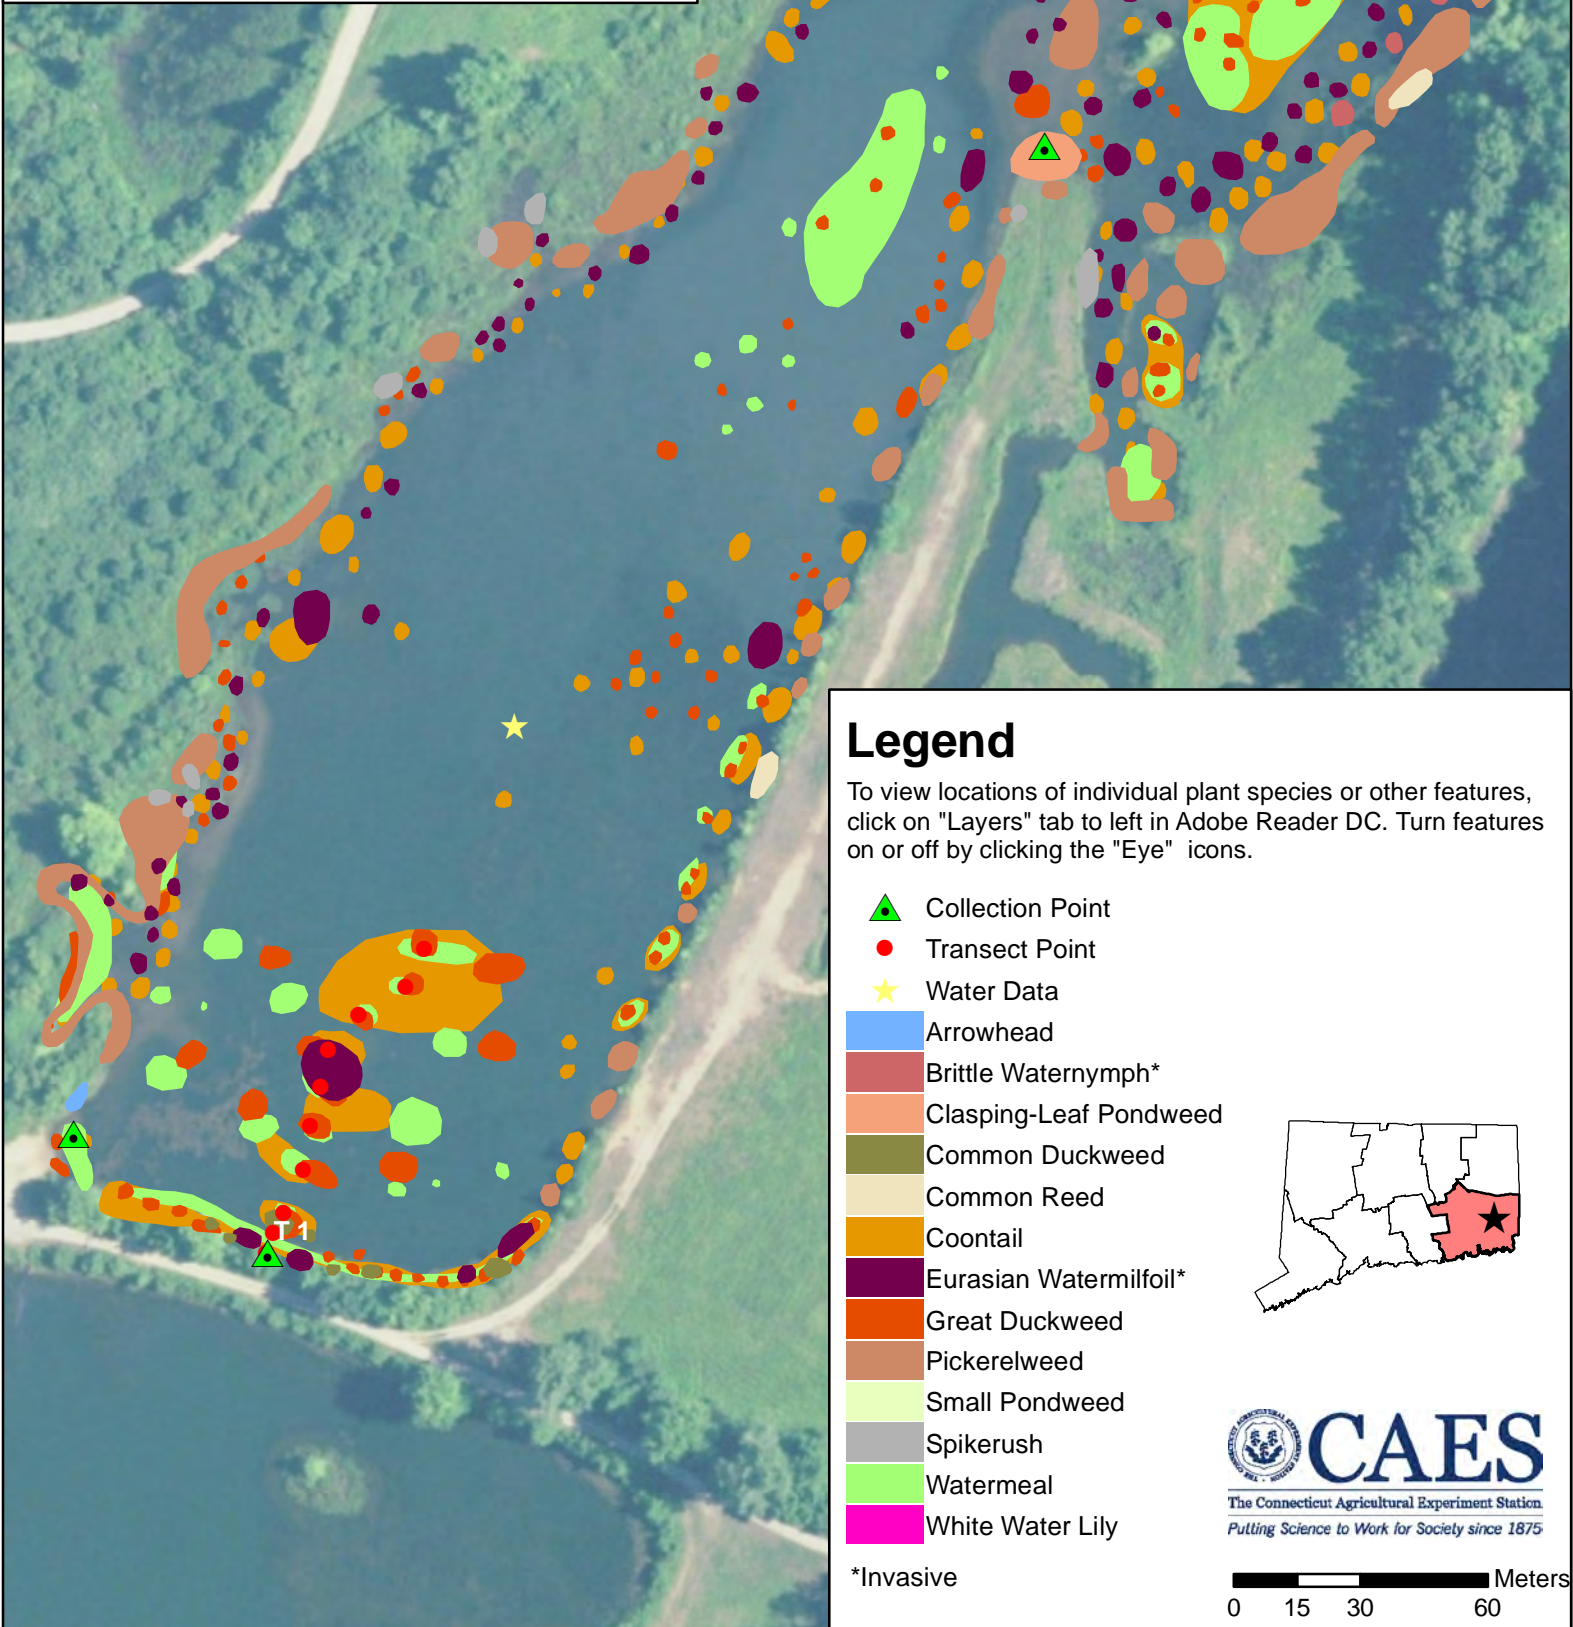 T 1
Legend
To view locations of individual plant species or other features,
click on "Layers" tab to left in Adobe Reader DC. Turn features
on or off by clicking the "Eye" icons.
Collection Point
Transect Point
Water Data
Arrowhead
Brittle Waternymph*
Clasping-Leaf Pondweed
Common Duckweed
Common Reed
Coontail
Eurasian Watermilfoil*
Great Duckweed
Pickerelweed
Small Pondweed
Spikerush
Watermeal
White Water Lily
*Invasive
CAES
The Connecticut Agricultural Experiment Station
Putting Science to Work for Society since 1875
Meters
0 15 30 60